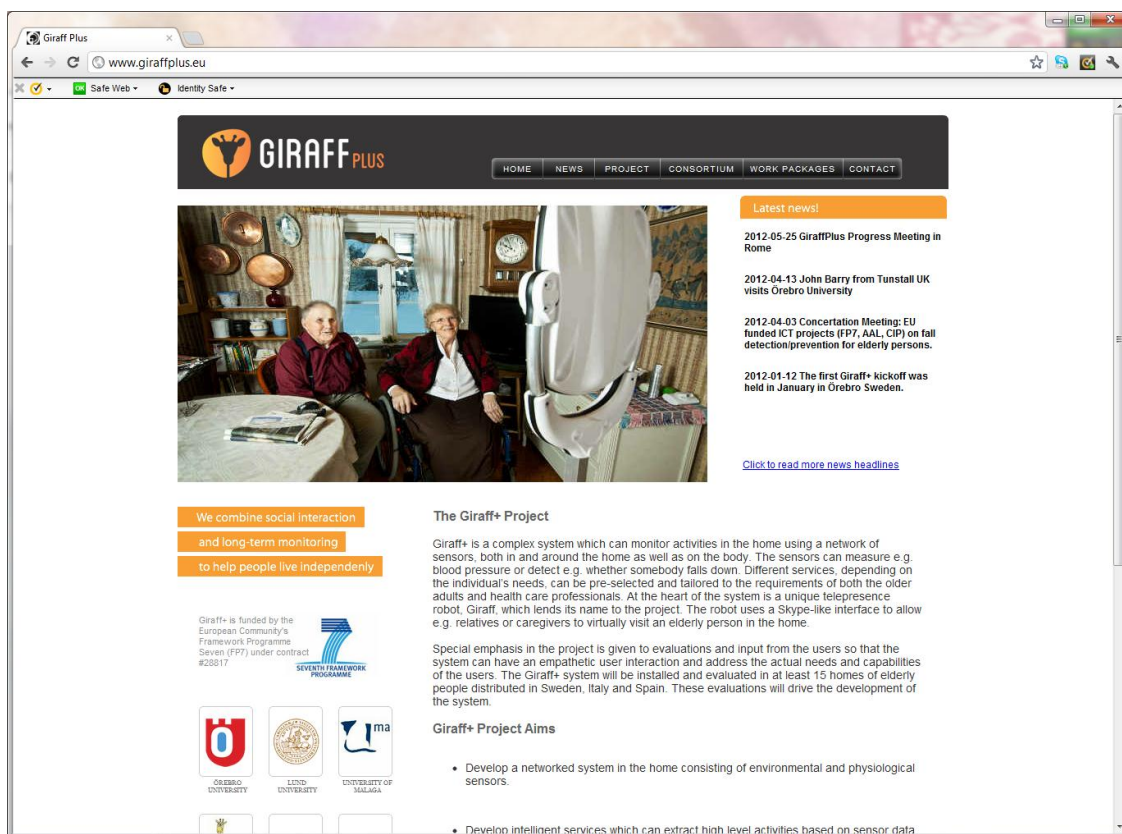 Giraff Plus
www.giraffplus.eu
OK Safe Web
Identity Safe
GIRAFF PLUS
HOME NEWS PROJECT CONSORTIUM WORK PACKAGES CONTACT
Latest news!
2012-05-25 GiraffPlus Progress Meeting in
Rome
2012-04-13 John Barry from Tunstall UK
visits Örebro University
2012-04-03 Concertation Meeting: EU
funded ICT projects (FP7, AAL, CIP) on fall
detection/prevention for elderly persons.
2012-01-12 The first Giraff+ kickoff was
held in January in Örebro Sweden.
Click to read more news headlines
We combine social interaction
and long-term monitoring
to help people live independenly
Giraff+ is funded by the
European Community's
Framework Programme
Seven (FP7) under contract
#28817
SEVENTH FRAMEWORK
PROGRAMME
ÖREBRO
UNIVERSITY
LUND
UNIVERSITY
uma
UNIVERSITY OF
MALAGA
The Giraff+ Project
Giraff+ is a complex system which can monitor activities in the home using a network of
sensors, both in and around the home as well as on the body. The sensors can measure e.g.
blood pressure or detect e.g. whether somebody falls down. Different services, depending on
the individual's needs, can be pre-selected and tailored to the requirements of both the older
adults and health care professionals. At the heart of the system is a unique telepresence
robot, Giraff, which lends its name to the project. The robot uses a Skype-like interface to allow
e.g. relatives or caregivers to virtually visit an elderly person in the home.
Special emphasis in the project is given to evaluations and input from the users so that the
system can have an empathetic user interaction and address the actual needs and capabilities
of the users. The Giraff+ system will be installed and evaluated in at least 15 homes of elderly
people distributed in Sweden, Italy and Spain. These evaluations will drive the development of
the system.
Giraff+ Project Aims
• Develop a networked system in the home consisting of environmental and physiological
sensors.
• Develop intelligent services which can extract high level activities based on sensor data